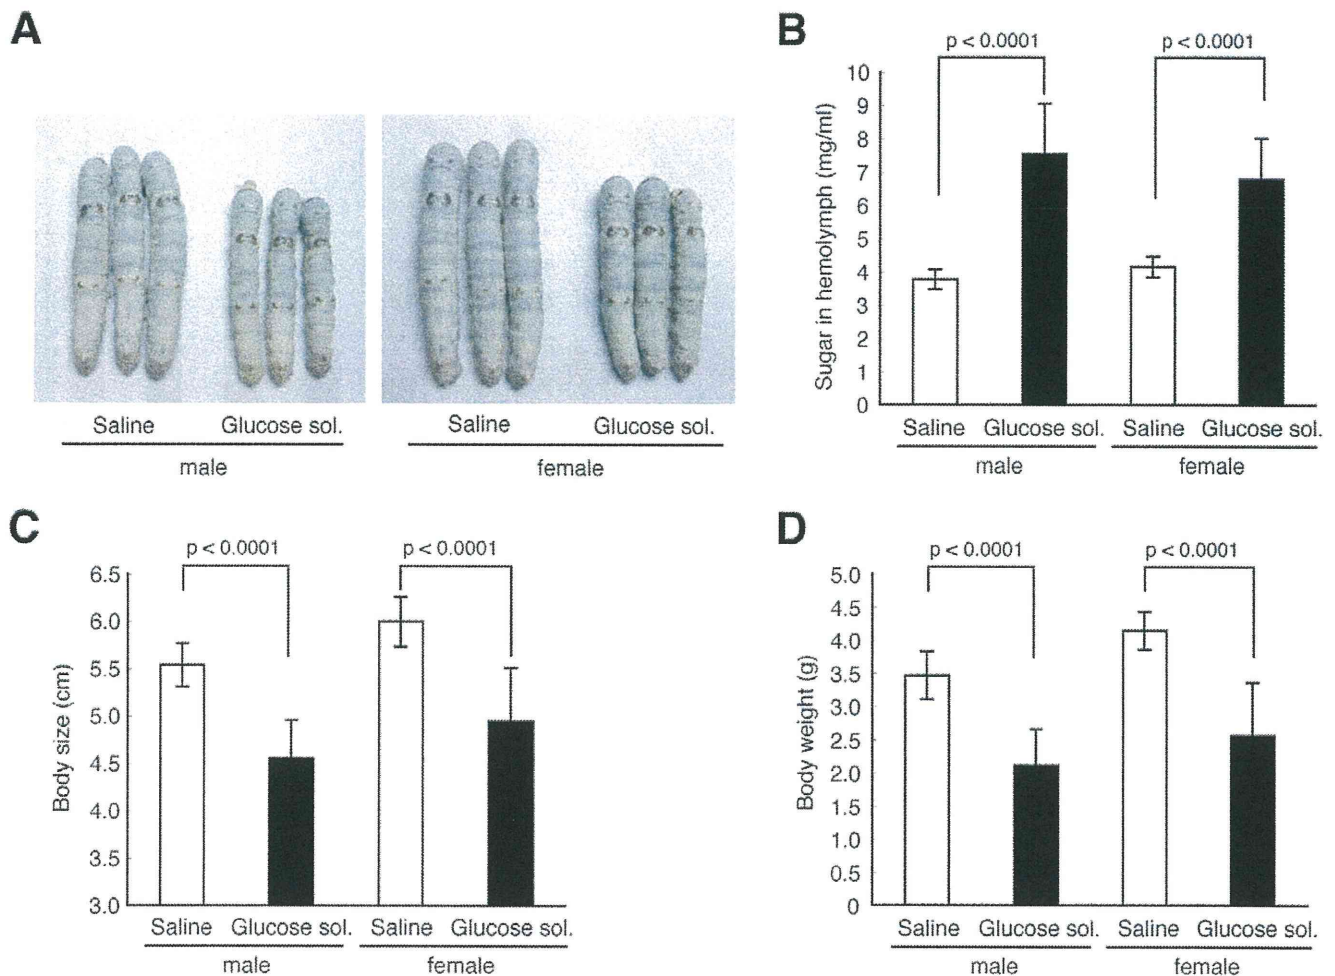 A
Saline Glucose sol. Saline Glucose sol.
male female
B
p < 0.0001 p < 0.0001
Sugar in hemolymph (mg/ml)
10
9
8
7
6
5
4
3
2
1
0
Saline Glucose sol. Saline Glucose sol.
male female
C
p < 0.0001 p < 0.0001
Body size (cm)
6.5
6.0
5.5
5.0
4.5
4.0
3.5
3.0
Saline Glucose sol. Saline Glucose sol.
male female
D
p < 0.0001 p < 0.0001
Body weight (g)
5.0
4.5
4.0
3.5
3.0
2.5
2.0
1.5
1.0
0.5
0
Saline Glucose sol. Saline Glucose sol.
male female